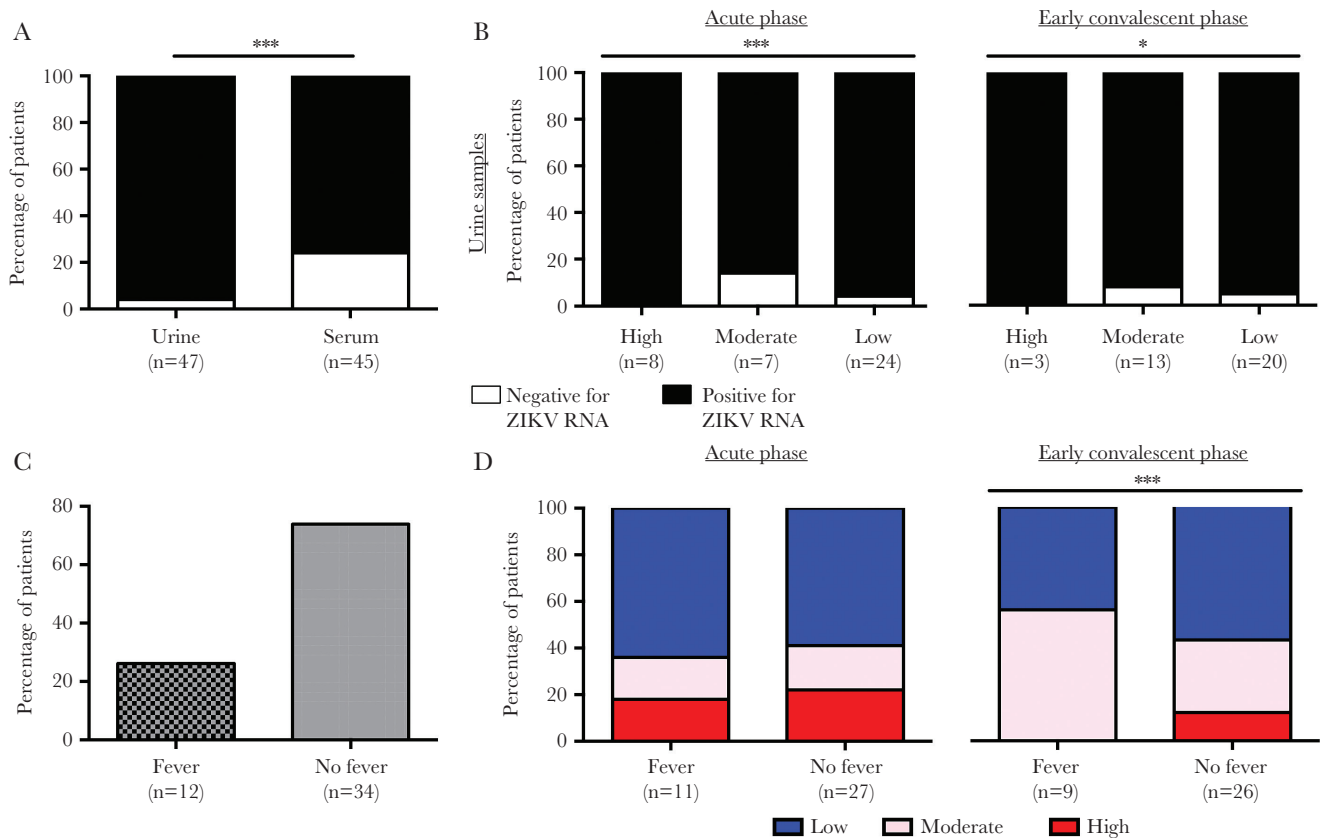 A
***
Percentage of patients
100
80
60
40
20
0
Urine
(n=47)
Serum
(n=45)
B
Urine samples
Percentage of patients
Acute phase
***
100
80
60
40
20
0
High
(n=8)
Moderate
(n=7)
Low
(n=24)
Early convalescent phase
*
High
(n=3)
Moderate
(n=13)
Low
(n=20)
Negative for
ZIKV RNA
Positive for
ZIKV RNA
C
Percentage of patients
80
60
40
20
0
Fever
(n=12)
No fever
(n=34)
D
Percentage of patients
Acute phase
100
80
60
40
20
0
Fever
(n=11)
No fever
(n=27)
Early convalescent phase
***
Fever
(n=9)
No fever
(n=26)
Low
Moderate
High